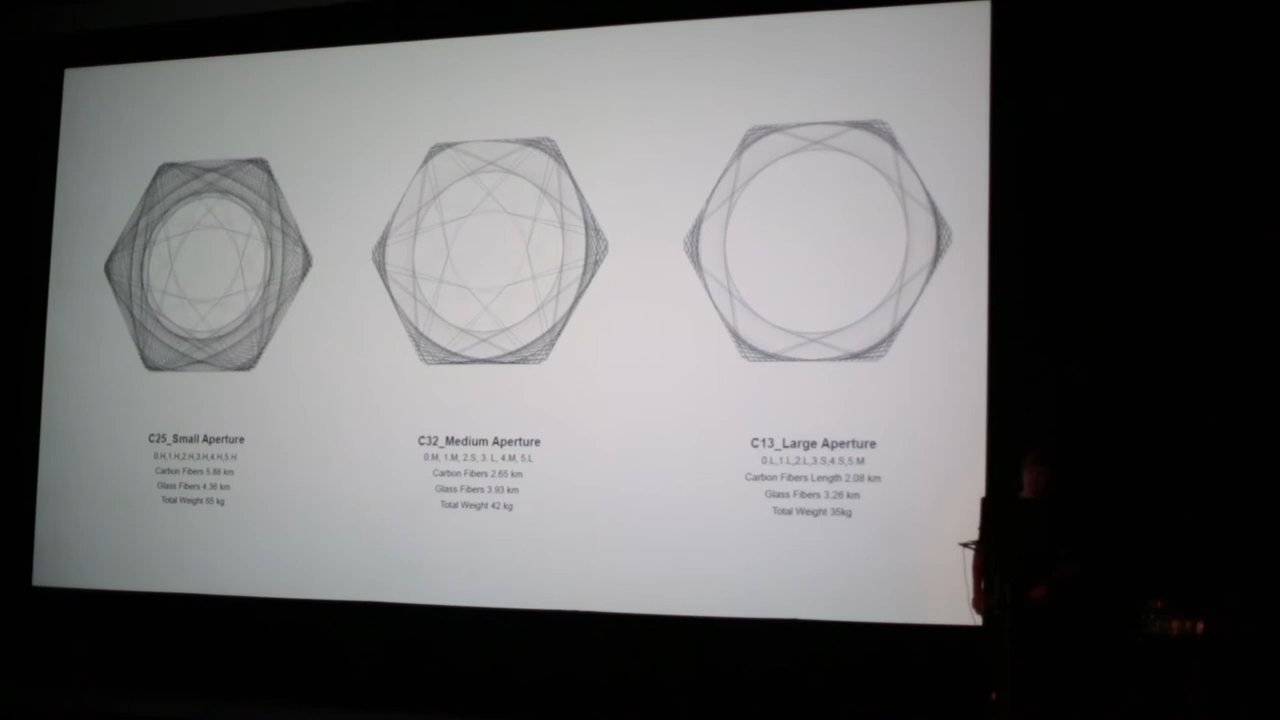 C25_Small Aperture
0.H,1.H,2.H,3.H,4.H,5.H
Carbon Fibers 5.88 km
Glass Fibers 4.36 km
Total Weight 65 kg
C32_Medium Aperture
0.M, 1.M, 2.S, 3. L, 4.M, 5.L
Carbon Fibers 2.65 km
Glass Fibers 3.93 km
Total Weight 42 kg
C13_Large Aperture
0.L,1.L,2.L,3.S,4.S,5.M
Carbon Fibers Length 2.08 km
Glass Fibers 3.26 km
Total Weight 35kg